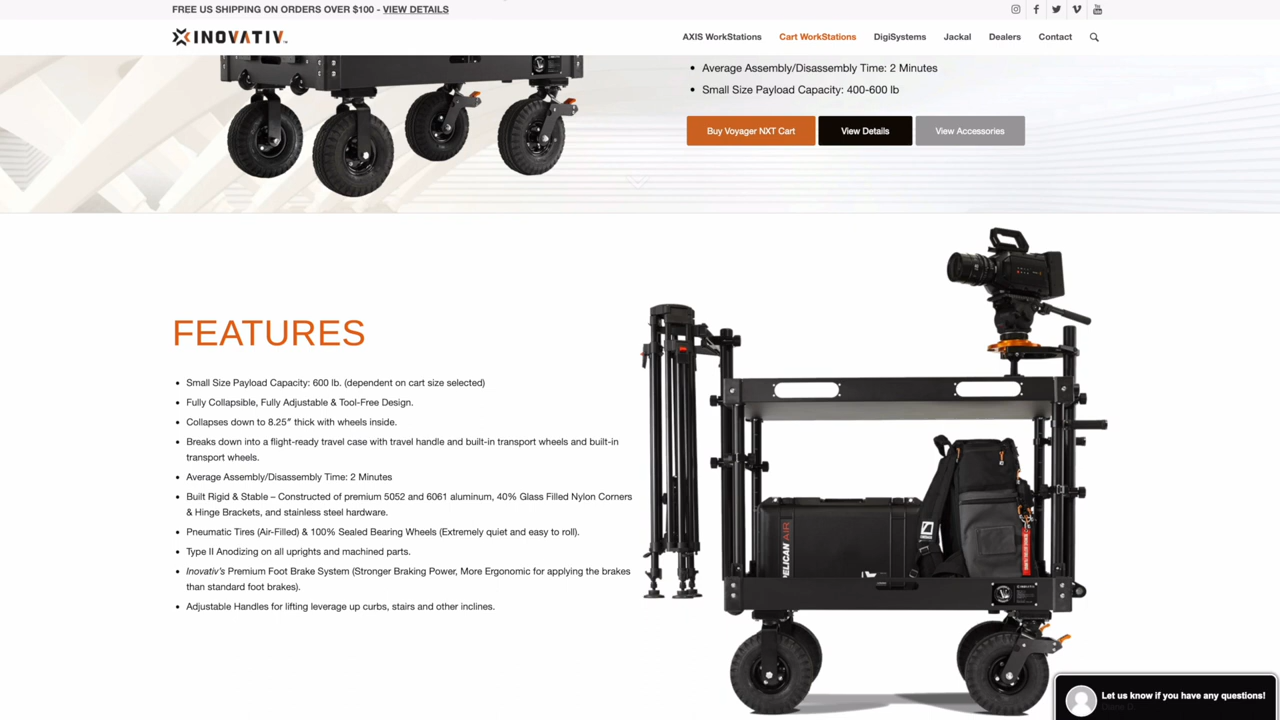 FREE US SHIPPING ON ORDERS OVER $100 - VIEW DETAILS
INOVATIV
AXIS WorkStations
Cart WorkStations
DigiSystems
Jackal
Dealers
Contact
• Average Assembly/Disassembly Time: 2 Minutes
• Small Size Payload Capacity: 400-600 lb
Buy Voyager NXT Cart
View Details
View Accessories
FEATURES
• Small Size Payload Capacity: 600 lb. (dependent on cart size selected)
• Fully Collapsible, Fully Adjustable & Tool-Free Design.
• Collapses down to 8.25″ thick with wheels inside.
• Breaks down into a flight-ready travel case with travel handle and built-in transport wheels and built-in
transport wheels.
• Average Assembly/Disassembly Time: 2 Minutes
• Built Rigid & Stable – Constructed of premium 5052 and 6061 aluminum, 40% Glass Filled Nylon Corners
& Hinge Brackets, and stainless steel hardware.
• Pneumatic Tires (Air-Filled) & 100% Sealed Bearing Wheels (Extremely quiet and easy to roll).
• Type II Anodizing on all uprights and machined parts.
• Inovativ's Premium Foot Brake System (Stronger Braking Power, More Ergonomic for applying the brakes
than standard foot brakes).
• Adjustable Handles for lifting leverage up curbs, stairs and other inclines.
PELICAN AIR
Let us know if you have any questions!